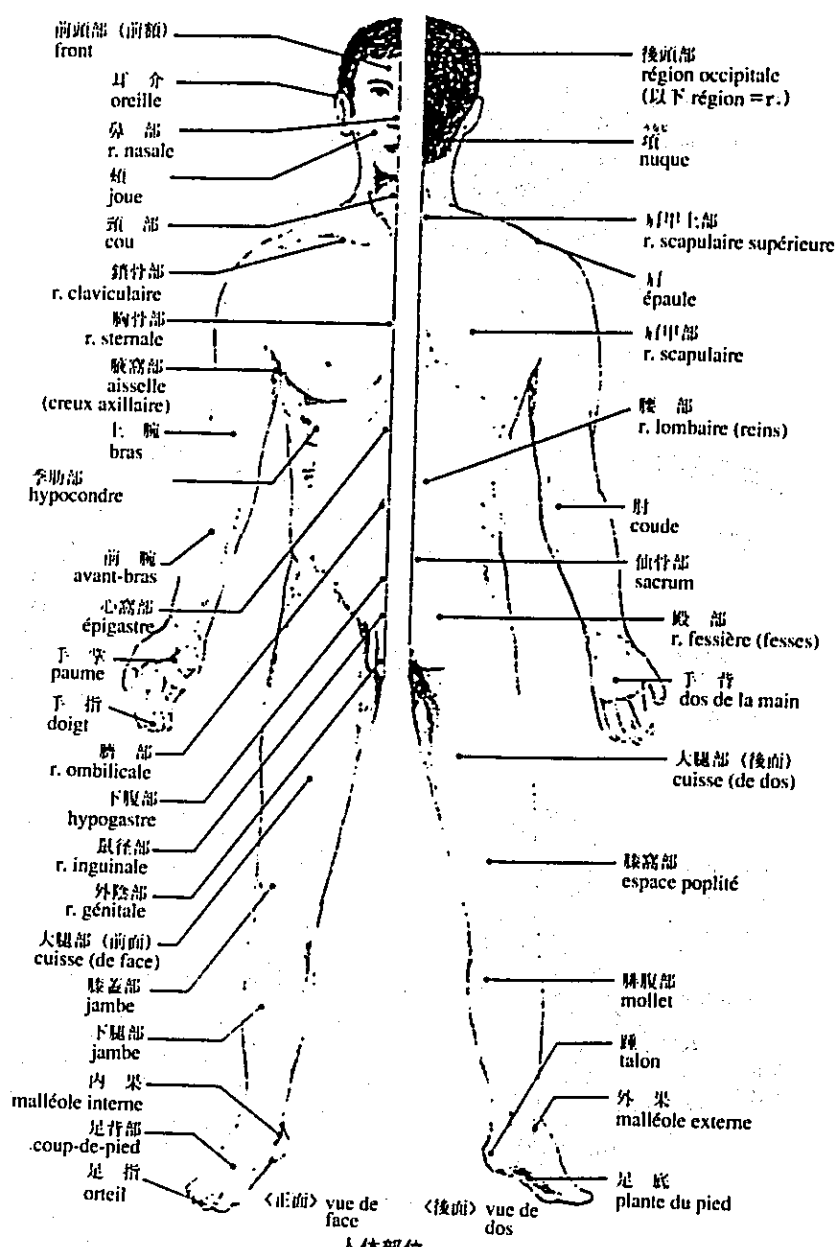 前頭部 (前額)
front
耳介
oreille
鼻部
r. nasale
頬
joue
頚部
cou
鎖骨部
r. claviculaire
胸骨部
r. sternale
腋窩部
aisselle
(creux axillaire)
上腕
bras
季肋部
hypocondre
前腕
avant-bras
心窩部
épigastre
手掌
paume
手指
doigt
臍部
r. ombilicale
下腹部
hypogastre
鼠径部
r. inguinale
外陰部
r. génitale
大腿部 (前面)
cuisse (de face)
膝蓋部
jambe
下腿部
jambe
内果
malléole interne
足背部
coup-de-pied
足指
orteil
〈正面〉 vue de
face
後頭部
région occipitale
(以下 région = r.)
項
nuque
肩甲上部
r. scapulaire supérieure
肩
épaule
肩甲部
r. scapulaire
腰部
r. lombaire (reins)
肘
coude
仙骨部
sacrum
殿部
r. fessière (fesses)
手背
dos de la main
大腿部 (後面)
cuisse (de dos)
膝窩部
espace poplité
腓腹部
mollet
踵
talon
外果
malléole externe
足底
plante du pied
〈後面〉 vue de
dos
人体部位